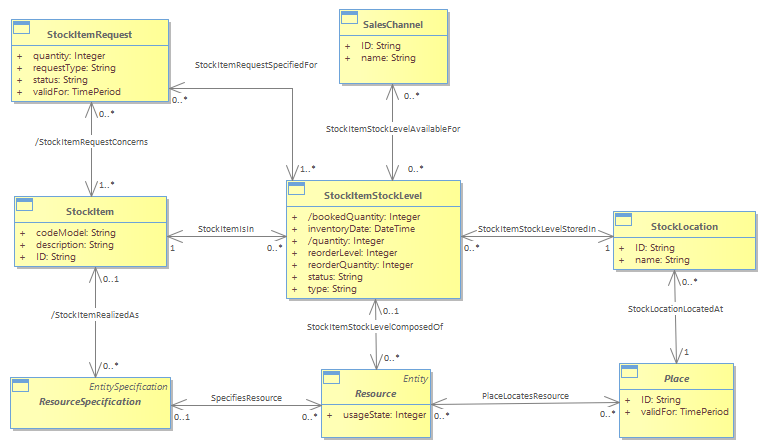 StockItemRequest
+ quantity: Integer
+ requestType: String
+ status: String
+ validFor: TimePeriod
SalesChannel
+ ID: String
+ name: String
StockItemRequestSpecifiedFor
0..*
0..*
0..*
/StockItemRequestConcerns
StockItemStockLevelAvailableFor
1..*
1..*
0..*
StockItem
+ codeModel: String
+ description: String
+ ID: String
StockItemIsIn
1
0..*
StockItemStockLevel
+ /bookedQuantity: Integer
+ inventoryDate: DateTime
+ /quantity: Integer
+ reorderLevel: Integer
+ reorderQuantity: Integer
+ status: String
+ type: String
StockItemStockLevelStoredIn
0..*
1
StockLocation
+ ID: String
+ name: String
0..1
0..1
0..*
/StockItemRealizedAs
StockItemStockLevelComposedOf
StockLocationLocatedAt
0..*
0..*
1
EntitySpecification
ResourceSpecification
SpecifiesResource
0..1
0..*
Entity
Resource
+ usageState: Integer
PlaceLocatesResource
0..*
0..*
Place
+ ID: String
+ validFor: TimePeriod